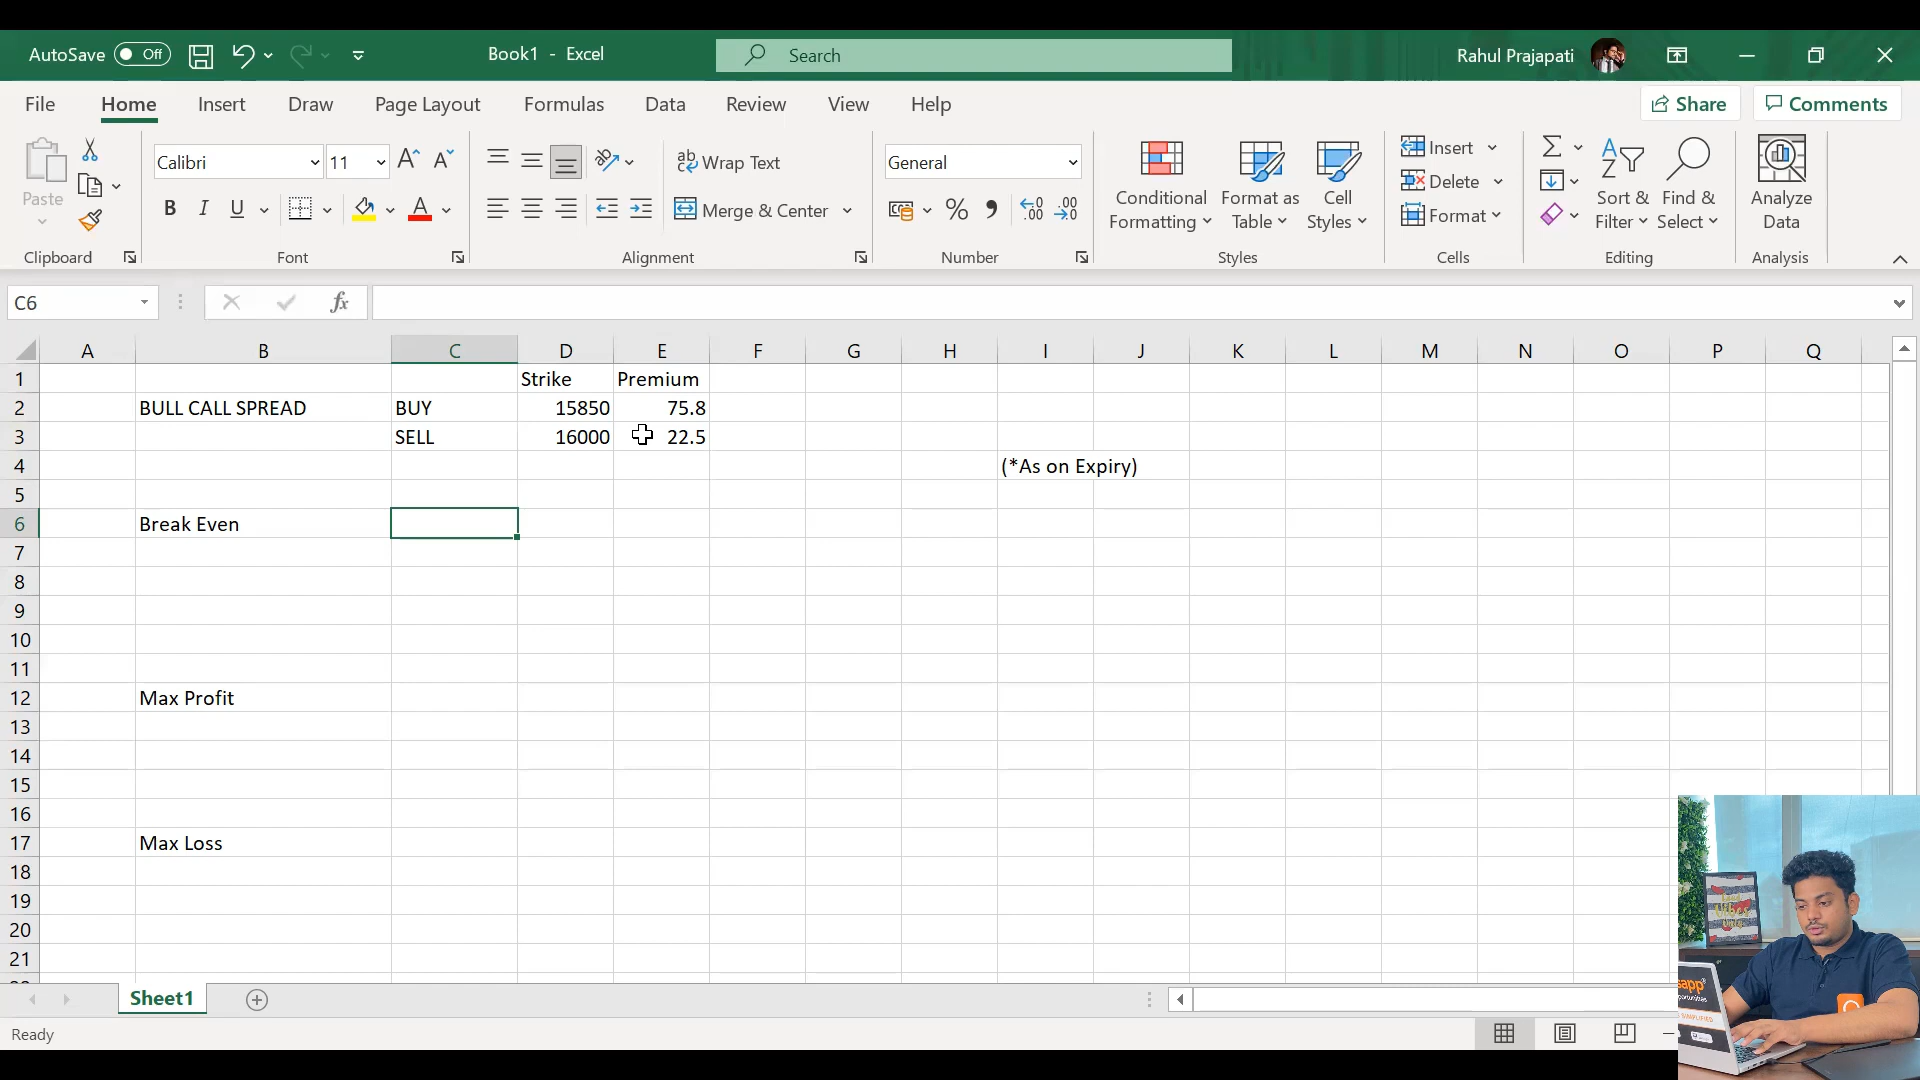 AutoSave Off Book1 - Excel Search Rahul Prajapati
File Home Insert Draw Page Layout Formulas Data Review View Help Share Comments
Paste Calibri 11 Wrap Text General Conditional Formatting Format as Table Cell Styles Insert Delete Format Sort & Filter Find & Select Analyze Data
B I U Merge & Center
Clipboard Font Alignment Number Styles Cells Editing Analysis
C6 fx
A B C D E F G H I J K L M N O P Q
1 Strike Premium
2 BULL CALL SPREAD BUY 15850 75.8
3 SELL 16000 22.5
4 (*As on Expiry)
5
6 Break Even
7
8
9
10
11
12 Max Profit
13
14
15
16
17 Max Loss
18
19
20
21
Sheet1
Ready